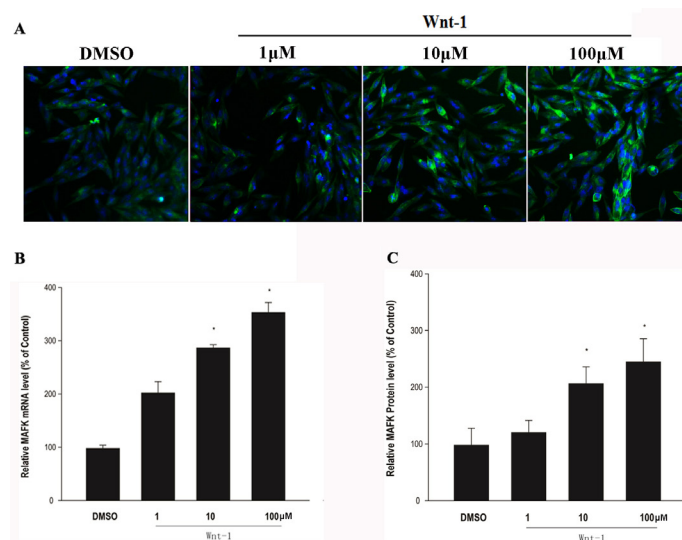 Wnt-1
A
DMSO 1μM 10μM 100μM
B
Relative MAFK mRNA level (% of Control)
400
300
200
100
0
*
*
DMSO 1 10 100μM
Wnt-1
C
Relative MAFK Protein level (% of Control)
400
300
200
100
0
*
*
DMSO 1 10 100μM
Wnt-1